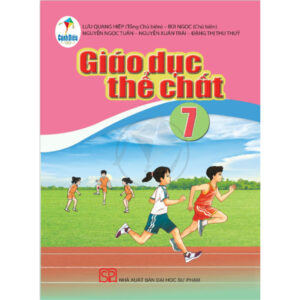 Cánh Diều
LƯU QUANG HIỆP (Tổng Chủ biên) – BÙI NGỌC (Chủ biên)
NGUYỄN NGỌC TUẤN – NGUYỄN XUÂN TRÃI – ĐẶNG THỊ THU THUỶ
Giáo dục
thể chất
7
NHÀ XUẤT BẢN ĐẠI HỌC SƯ PHẠM